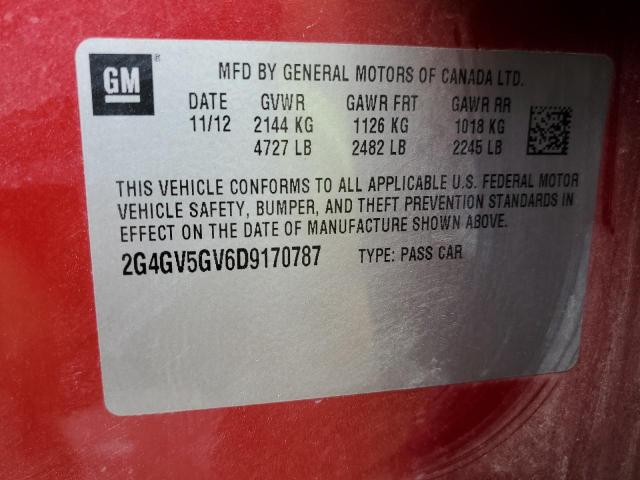 GM ®
MFD BY GENERAL MOTORS OF CANADA LTD.
DATE GVWR GAWR FRT GAWR RR
11/12 2144 KG 1126 KG 1018 KG
4727 LB 2482 LB 2245 LB
THIS VEHICLE CONFORMS TO ALL APPLICABLE U.S. FEDERAL MOTOR
VEHICLE SAFETY, BUMPER, AND THEFT PREVENTION STANDARDS IN
EFFECT ON THE DATE OF MANUFACTURE SHOWN ABOVE.
2G4GV5GV6D9170787 TYPE: PASS CAR